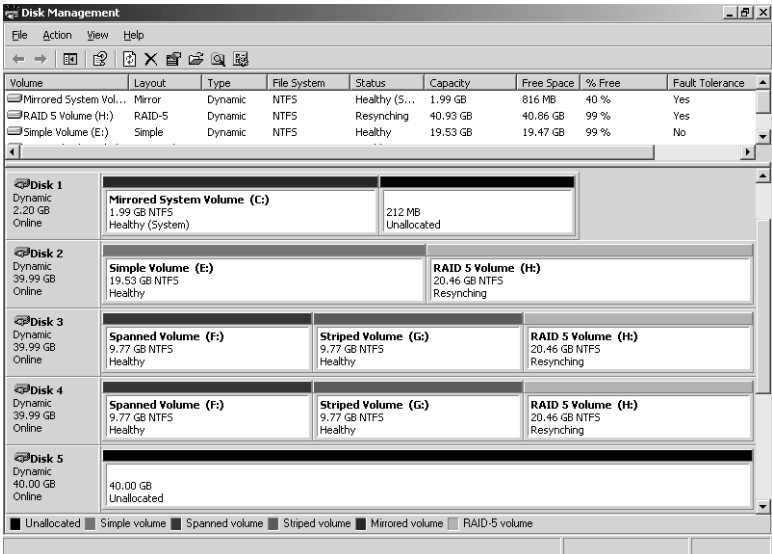 Disk Management
File Action View Help
Volume Layout Type File System Status Capacity Free Space % Free Fault Tolerance
Mirrored System Vol... Mirror Dynamic NTFS Healthy (S... 1.99 GB 816 MB 40 % Yes
RAID 5 Volume (H:) RAID-5 Dynamic NTFS Resynching 40.93 GB 40.86 GB 99 % Yes
Simple Volume (E:) Simple Dynamic NTFS Healthy 19.53 GB 19.47 GB 99 % No
Disk 1
Dynamic
2.20 GB
Online
Mirrored System Volume (C:)
1.99 GB NTFS
Healthy (System)
212 MB
Unallocated
Disk 2
Dynamic
39.99 GB
Online
Simple Volume (E:)
19.53 GB NTFS
Healthy
RAID 5 Volume (H:)
20.46 GB NTFS
Resynching
Disk 3
Dynamic
39.99 GB
Online
Spanned Volume (F:)
9.77 GB NTFS
Healthy
Striped Volume (G:)
9.77 GB NTFS
Healthy
RAID 5 Volume (H:)
20.46 GB NTFS
Resynching
Disk 4
Dynamic
39.99 GB
Online
Spanned Volume (F:)
9.77 GB NTFS
Healthy
Striped Volume (G:)
9.77 GB NTFS
Healthy
RAID 5 Volume (H:)
20.46 GB NTFS
Resynching
Disk 5
Dynamic
40.00 GB
Online
40.00 GB
Unallocated
Unallocated Simple volume Spanned volume Striped volume Mirrored volume RAID-5 volume